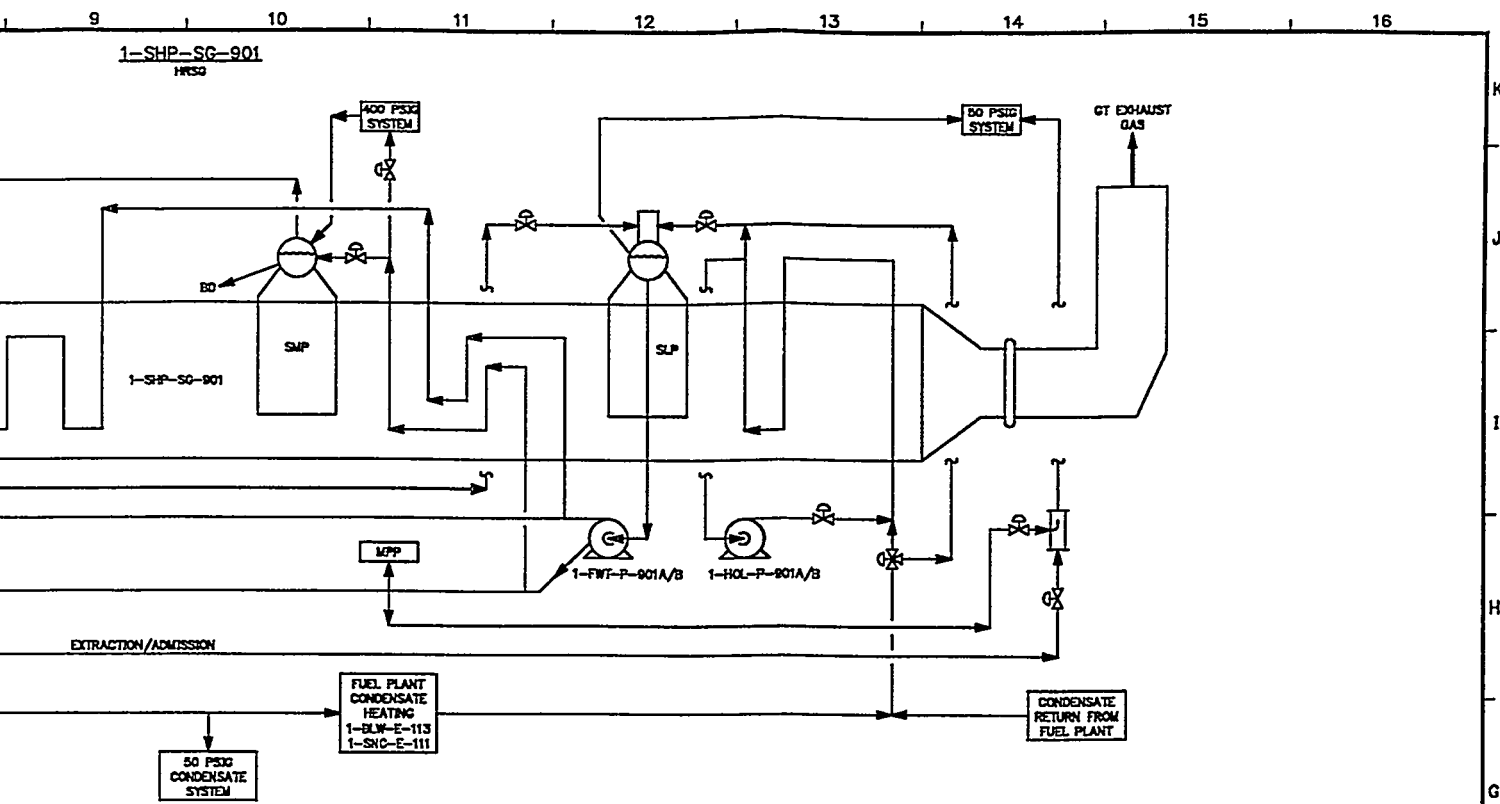 9 10 11 12 13 14 15 16
1-SHP-SG-901
HRSG
K
400 PSIG
SYSTEM
50 PSIG
SYSTEM
GT EXHAUST
GAS
J
BD
SMP
SLP
1-SHP-SG-901
I
MPP
1-FWT-P-901A/B
1-HOL-P-901A/B
H
EXTRACTION/ADMISSION
FUEL PLANT
CONDENSATE
HEATING
1-BLW-E-113
1-SNC-E-111
CONDENSATE
RETURN FROM
FUEL PLANT
50 PSIG
CONDENSATE
SYSTEM
G